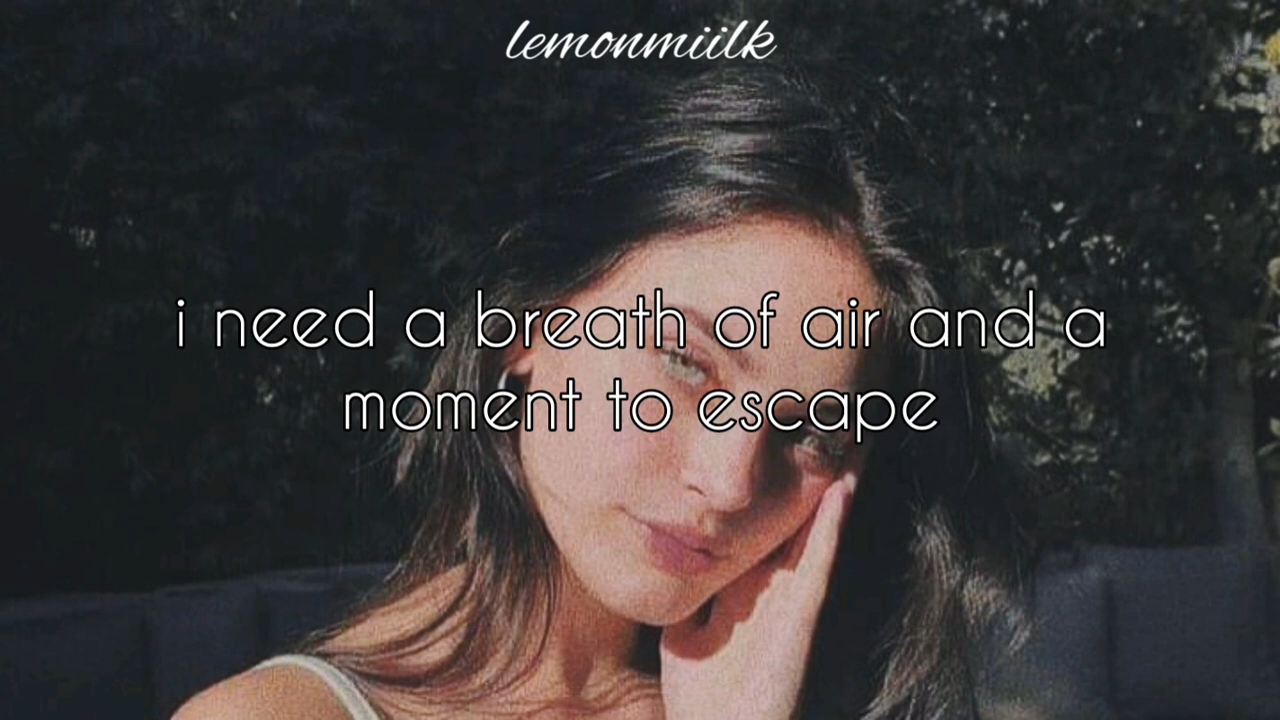 lemonmiilk
i need a breath of air and a
moment to escape